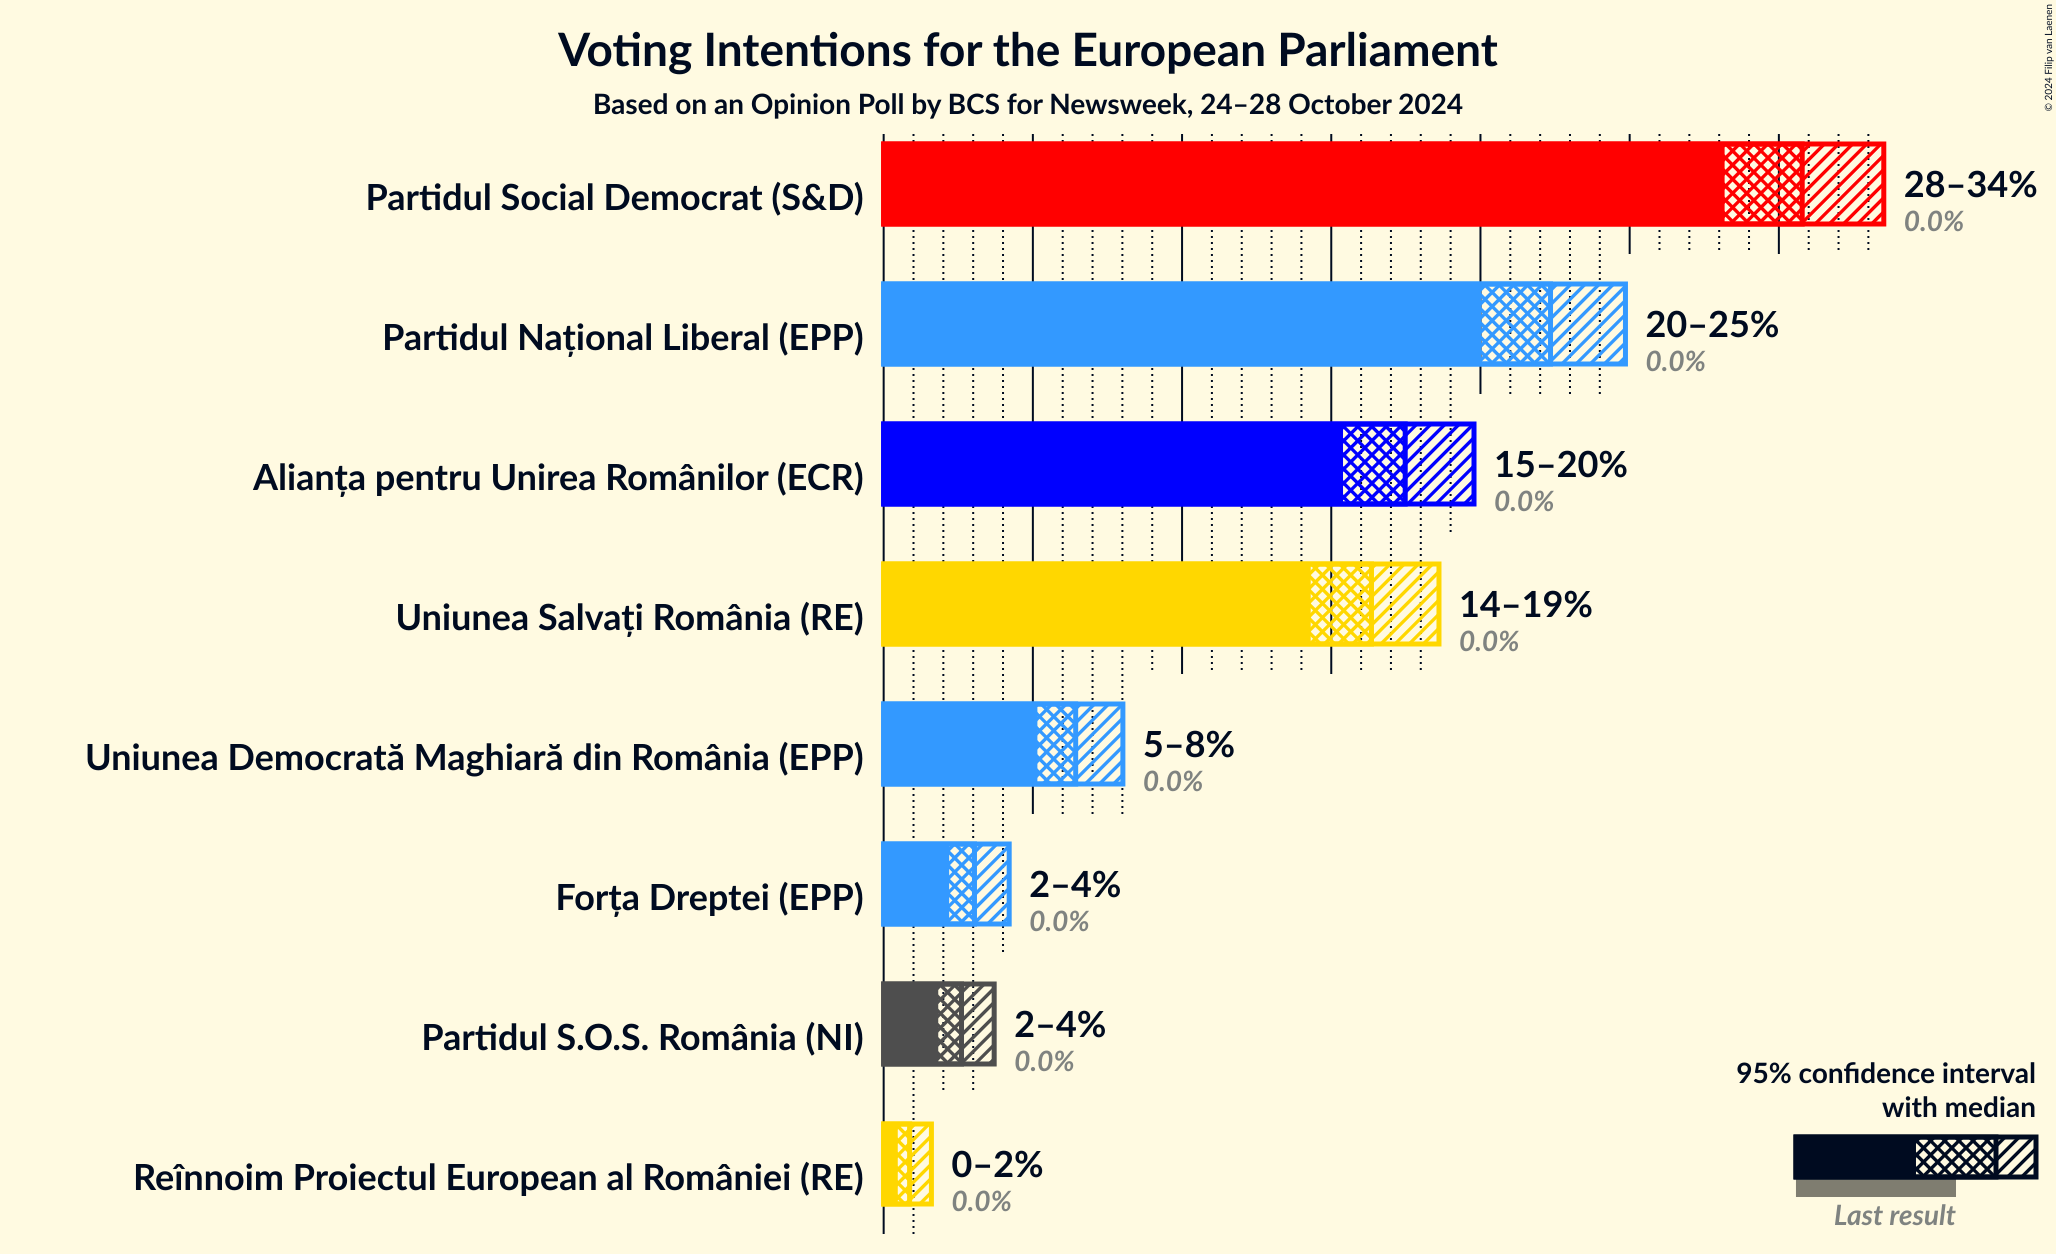 Voting Intentions for the European Parliament
Based on an Opinion Poll by BCS for Newsweek, 24–28 October 2024
© 2024 Filip van Laenen
Partidul Social Democrat (S&D)
28–34%
0.0%
Partidul Național Liberal (EPP)
20–25%
0.0%
Alianța pentru Unirea Românilor (ECR)
15–20%
0.0%
Uniunea Salvați România (RE)
14–19%
0.0%
Uniunea Democrată Maghiară din România (EPP)
5–8%
0.0%
Forța Dreptei (EPP)
2–4%
0.0%
Partidul S.O.S. România (NI)
2–4%
0.0%
Reînnoim Proiectul European al României (RE)
0–2%
0.0%
95% confidence interval
with median
Last result